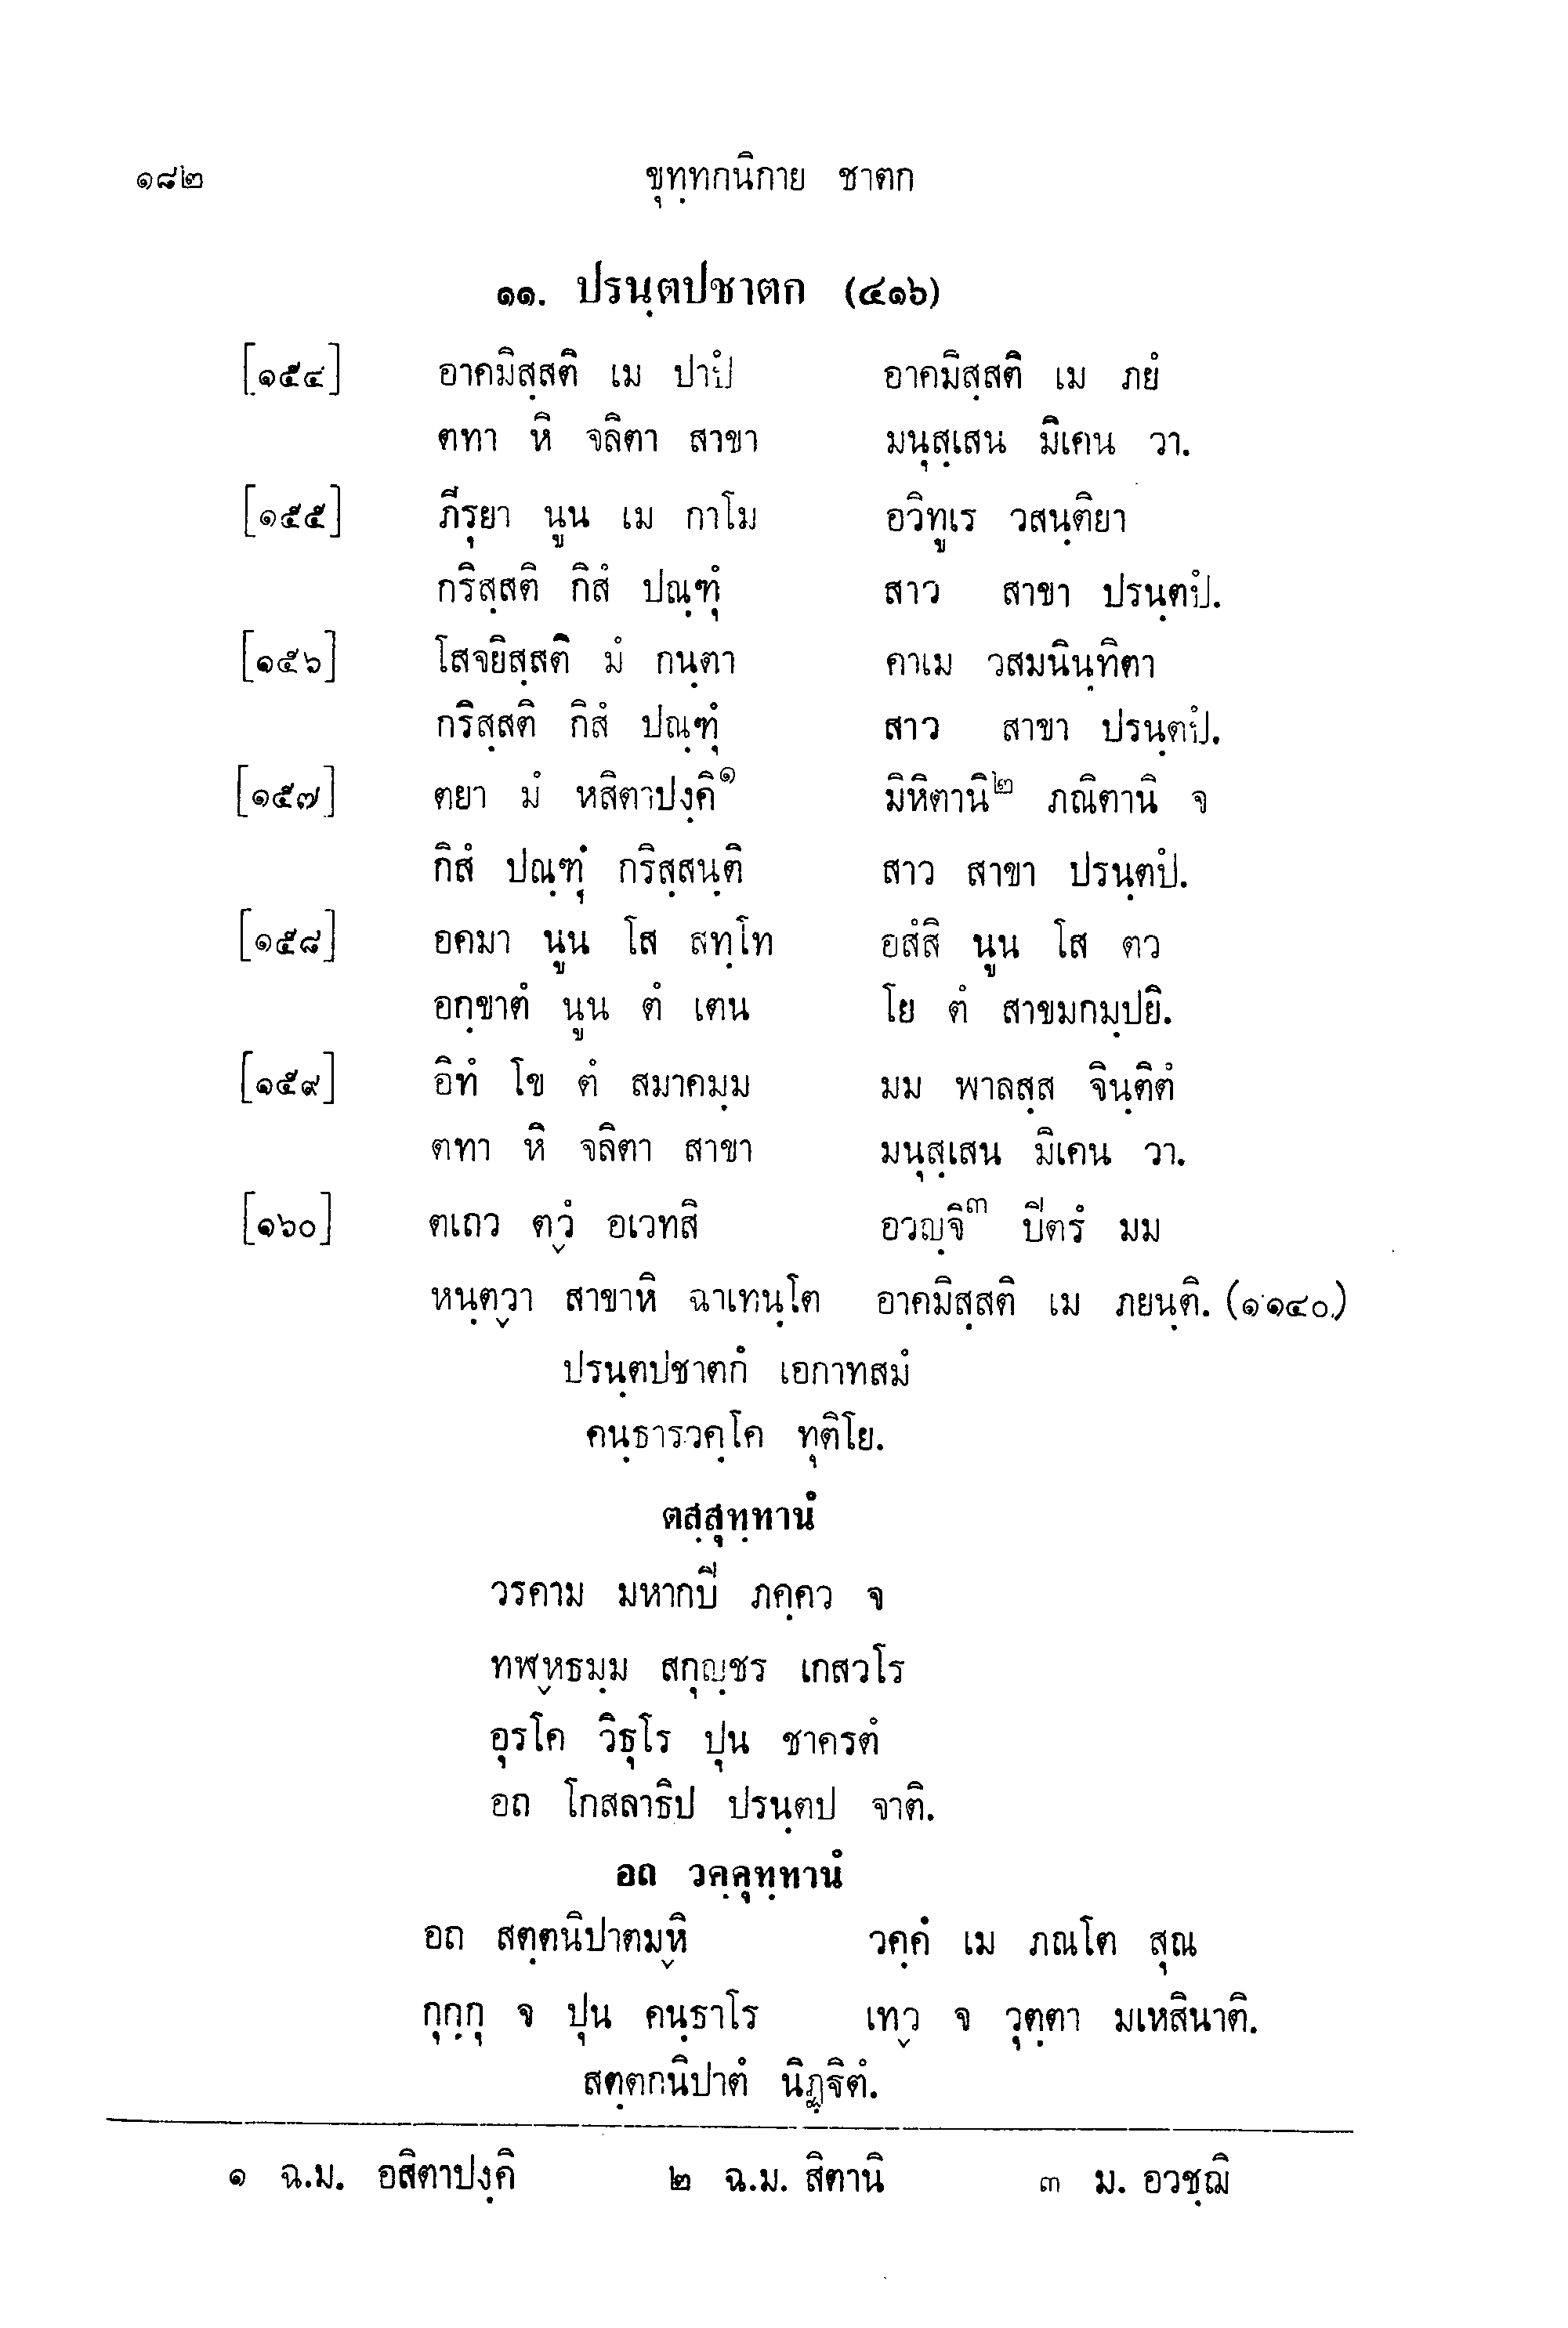 ๑๘๒ ขุทฺทกนิกาย ชาตก
๑๑. ปรนฺตปชาตก (๔๑๖)
[๑๕๔] อาคมิสฺสติ เม ปาปํ อาคมิสฺสติ เม ภยํ
ตทา หิ จลิตา สาขา มนุสฺเสน มิเคน วา.
[๑๕๕] ภีรุยา นูน เม กาโม อวิทูเร วสนฺติยา
กริสฺสติ กิสํ ปณฺฑุํ สาว สาขา ปรนฺตปํ.
[๑๕๖] โสจยิสฺสติ มํ กนฺตา คาเม วสมนินฺทิตา
กริสฺสติ กิสํ ปณฺฑุํ สาว สาขา ปรนฺตปํ.
[๑๕๗] ตยา มํ หสิตาปงฺคิ๑ มิหิตานิ๒ ภณิตานิ จ
กิสํ ปณฺฑุํ กริสฺสนฺติ สาว สาขา ปรนฺตปํ.
[๑๕๘] อคมา นูน โส สทฺโท อสํสิ นูน โส ตว
อกฺขาตํ นูน ตํ เตน โย ตํ สาขมกมฺปยิ.
[๑๕๙] อิทํ โข ตํ สมาคมฺม มม พาลสฺส จินฺติตํ
ตทา หิ จลิตา สาขา มนุสฺเสน มิเคน วา.
[๑๖๐] ตเถว ตฺวํ อเวทสิ อวญฺจิ๓ ปีตรํ มม
หนฺตฺวา สาขาหิ ฉาเทนฺโต อาคมิสฺสติ เม ภยนฺติ. (๑๑๔๐)
ปรนฺตปชาตกํ เอกาทสมํ
คนฺธารวคฺโค ทุติโย.
ตสฺสุทฺทานํ
วรคาม มหากปี ภคฺคว จ
ทฬฺหธมฺม สกุญฺชร เกสวโร
อุรโค วิธุโร ปุน ชาครตํ
อถ โกสลาธิป ปรนฺตป จาติ.
อถ วคฺคุทฺทานํ
อถ สตฺตนิปาตมฺหิ วคฺคํ เม ภณโต สุณ
กุกฺกุ จ ปุน คนฺธาโร เทฺว จ วุตฺตา มเหสินาติ.
สตฺตกนิปาตํ นิฏฺฐิตํ.
๑ ฉ.ม. อสิตาปงฺคิ ๒ ฉ.ม. สิตานิ ๓ ม. อวชฺฌิ